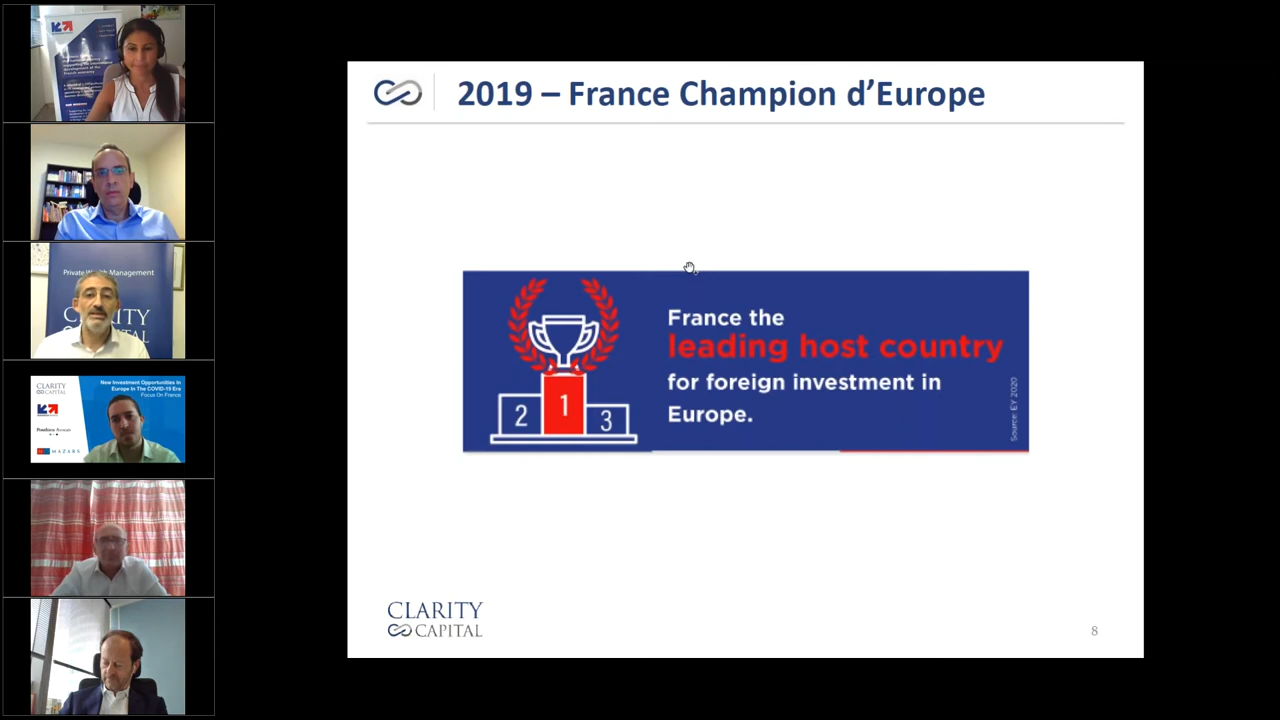 2019 – France Champion d'Europe
France the
leading host country
for foreign investment in
Europe.
2
1
3
Source: EY 2020
CLARITY
CAPITAL
8
Private Wealth Management
CLARITY
CAPITAL
New Investment Opportunities In
Europe In The COVID-19 Era
Focus On France
MAZARS